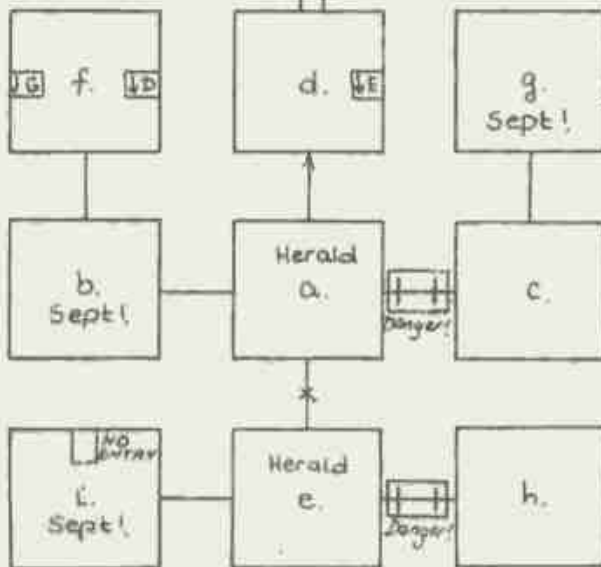 ↓G f. ↓D
d. ↓E
g.
Sept!
b.
Sept!
Herald
a.
Danger!
c.
NO
ENTRY
i.
Sept!
Herald
e.
Danger!
h.